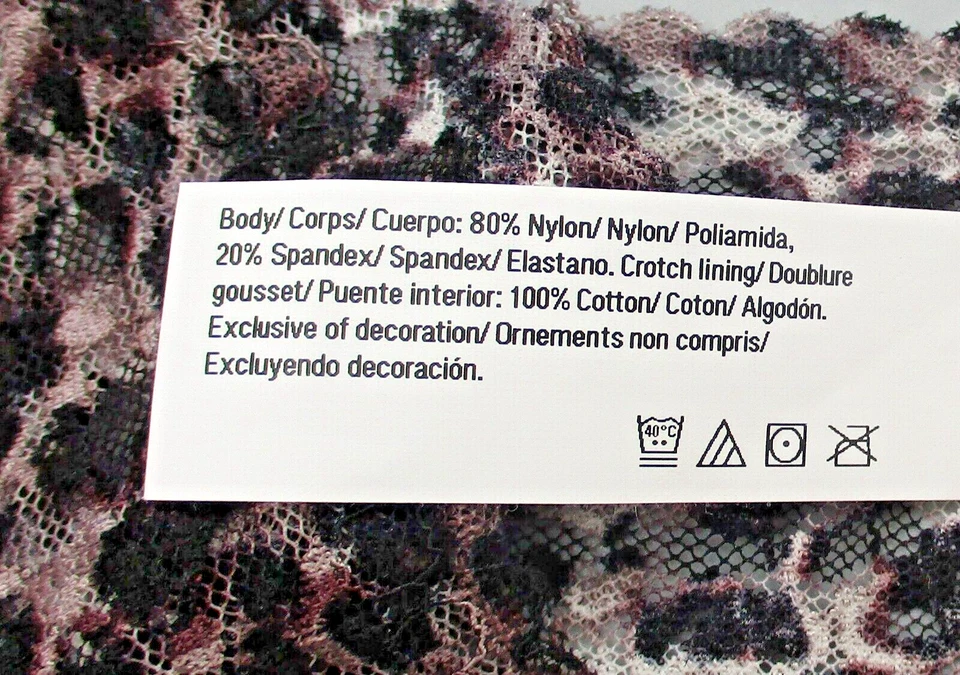 Body/ Corps/ Cuerpo: 80% Nylon/ Nylon/ Poliamida,
20% Spandex/ Spandex/ Elastano. Crotch lining/ Doublure
gousset/ Puente interior: 100% Cotton/ Coton/ Algodón.
Exclusive of decoration/ Ornements non compris/
Excluyendo decoración.
40°C